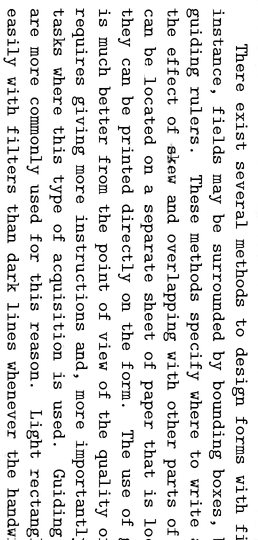 There exist several methods to design forms with fi
instance, fields may be surrounded by bounding boxes,
guiding rulers. These methods specify where to write
the effect of skew and overlapping with other parts of
can be located on a separate sheet of paper that is lo
they can be printed directly on the form. The use of
is much better from the point of view of the quality o
requires giving more instructions and, more importantl
tasks where this type of acquisition is used. Guiding
are more commonly used for this reason. Light rectang
easily with filters than dark lines whenever the handw